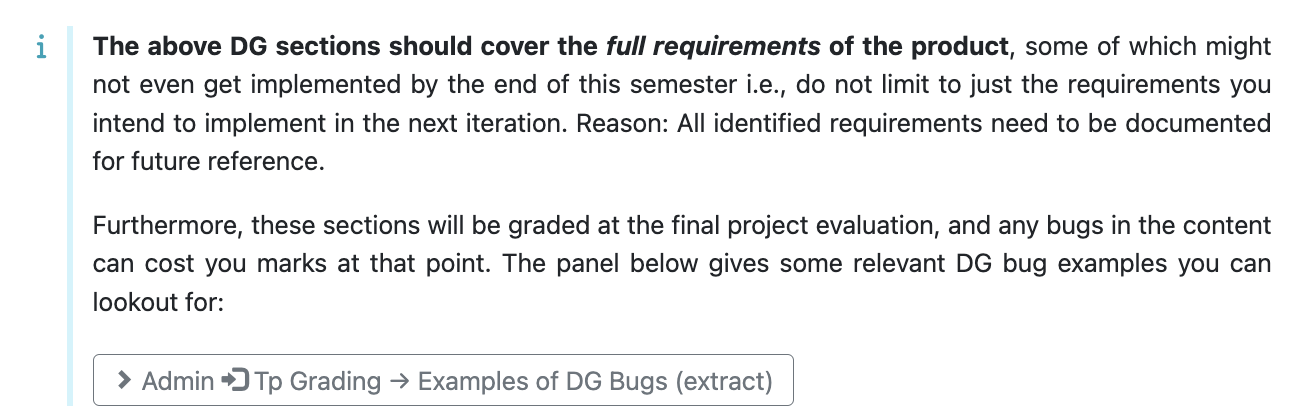 i
The above DG sections should cover the full requirements of the product, some of which might
not even get implemented by the end of this semester i.e., do not limit to just the requirements you
intend to implement in the next iteration. Reason: All identified requirements need to be documented
for future reference.
Furthermore, these sections will be graded at the final project evaluation, and any bugs in the content
can cost you marks at that point. The panel below gives some relevant DG bug examples you can
lookout for:
Admin Tp Grading → Examples of DG Bugs (extract)